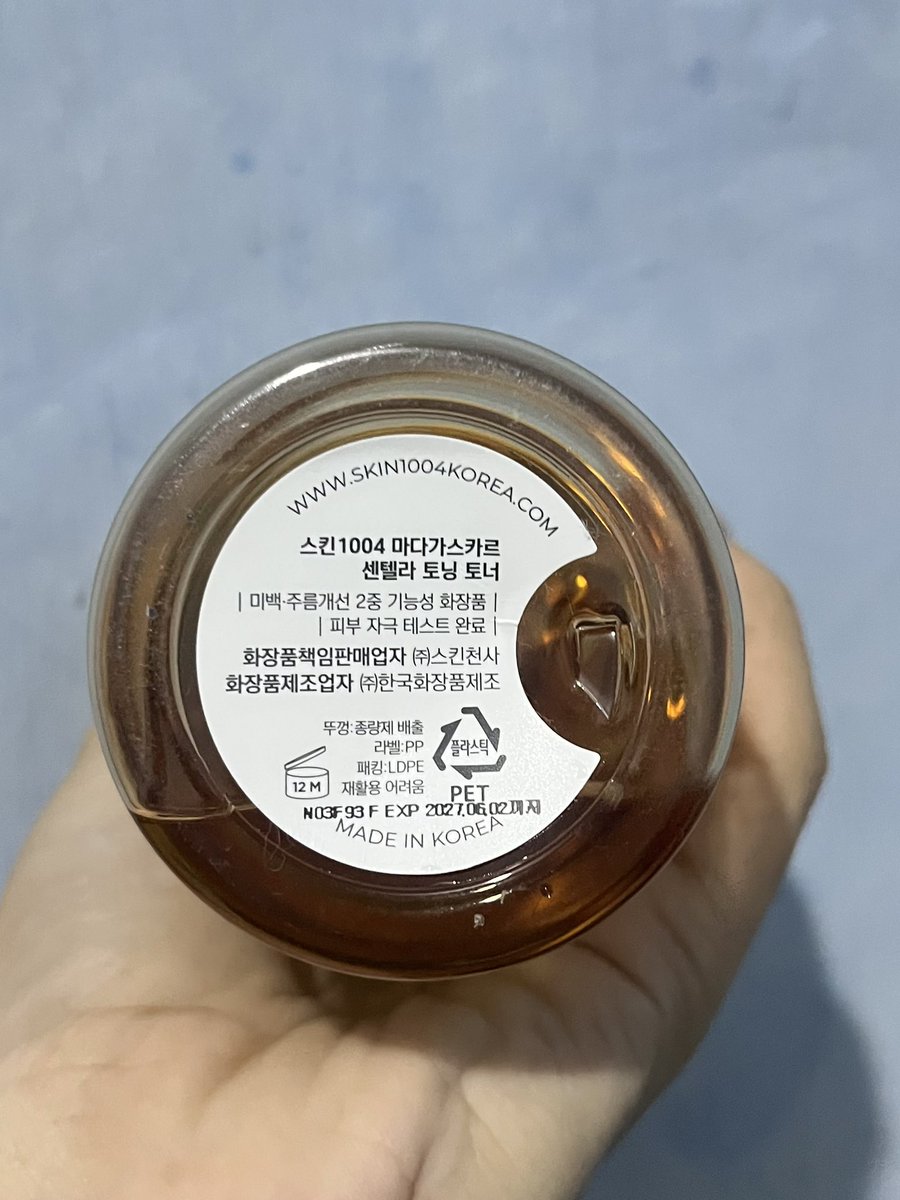 WWW.SKIN1004KOREA.COM
스킨1004 마다가스카르
센텔라 토닝 토너
| 미백·주름개선 2중 기능성 화장품 |
| 피부 자극 테스트 완료 |
화장품책임판매업자 ㈜스킨천사
화장품제조업자 ㈜한국화장품제조
뚜껑:종량제 배출
라벨:PP
패킹:LDPE
재활용 어려움
플라스틱
PET
12 M
N03F93 F EXP 2027.06.02까지
MADE IN KOREA